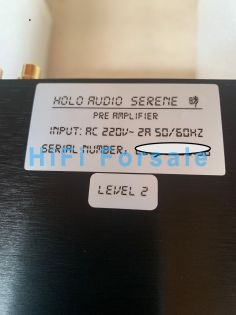 HOLO AUDIO SERENE
PRE AMPLIFIER
INPUT: AC 220V~ 2A 50/60HZ
SERIAL NUMBER:
HiFi Forsale
LEVEL 2